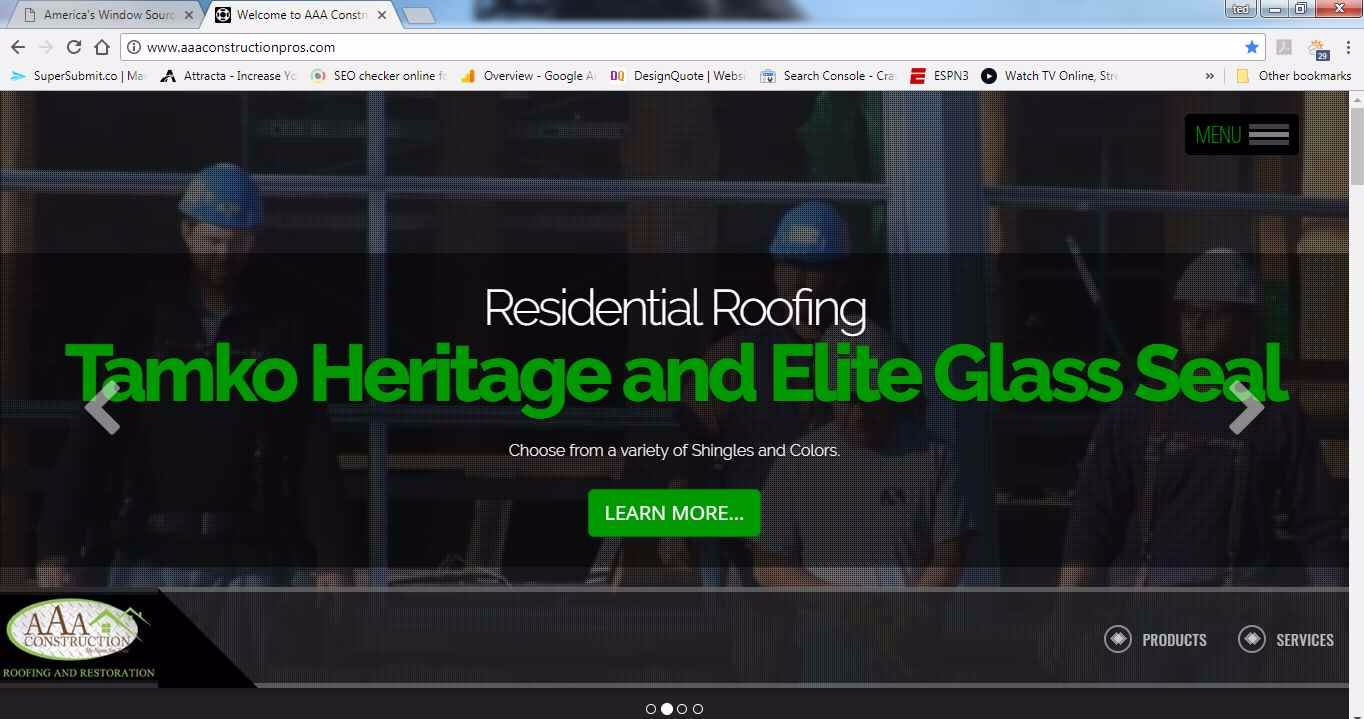 America's Window Sourc
Welcome to AAA Constr
ted
www.aaaconstructionpros.com
SuperSubmit.co | Ma
Attracta - Increase Yo
SEO checker online fo
Overview - Google A
DesignQuote | Websi
Search Console - Cra
ESPN3
Watch TV Online, Str
»
Other bookmarks
29
MENU
Residential Roofing
Tamko Heritage and Elite Glass Seal
Choose from a variety of Shingles and Colors.
LEARN MORE...
AAA
CONSTRUCTION
ROOFING AND RESTORATION
PRODUCTS
SERVICES